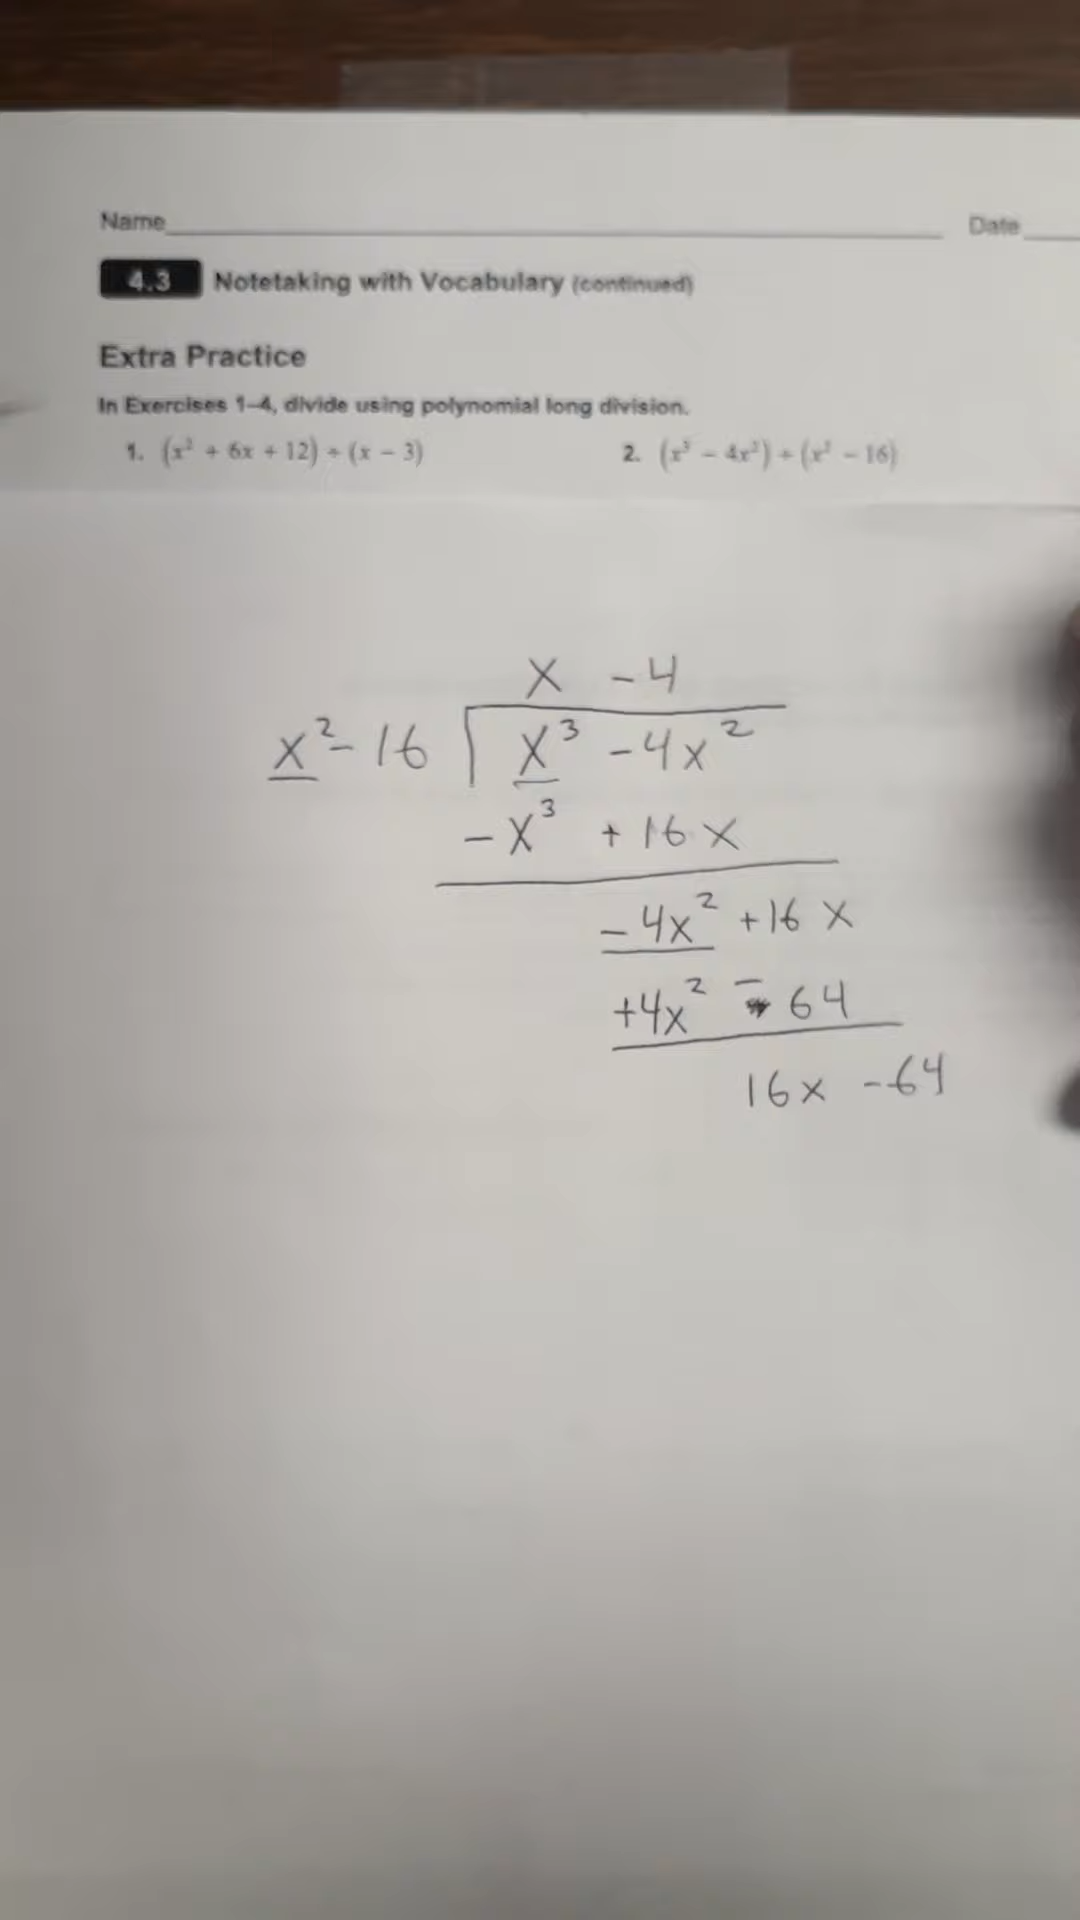 Name Date
4.3 Notetaking with Vocabulary (continued)
Extra Practice
In Exercises 1–4, divide using polynomial long division.
1. (x² + 6x + 12) ÷ (x − 3) 2. (x³ − 4x²) ÷ (x² − 16)
x - 4
x² - 16 x³ - 4x²
- x³ + 16x
- 4x² + 16x
+ 4x² - 64
16x - 64